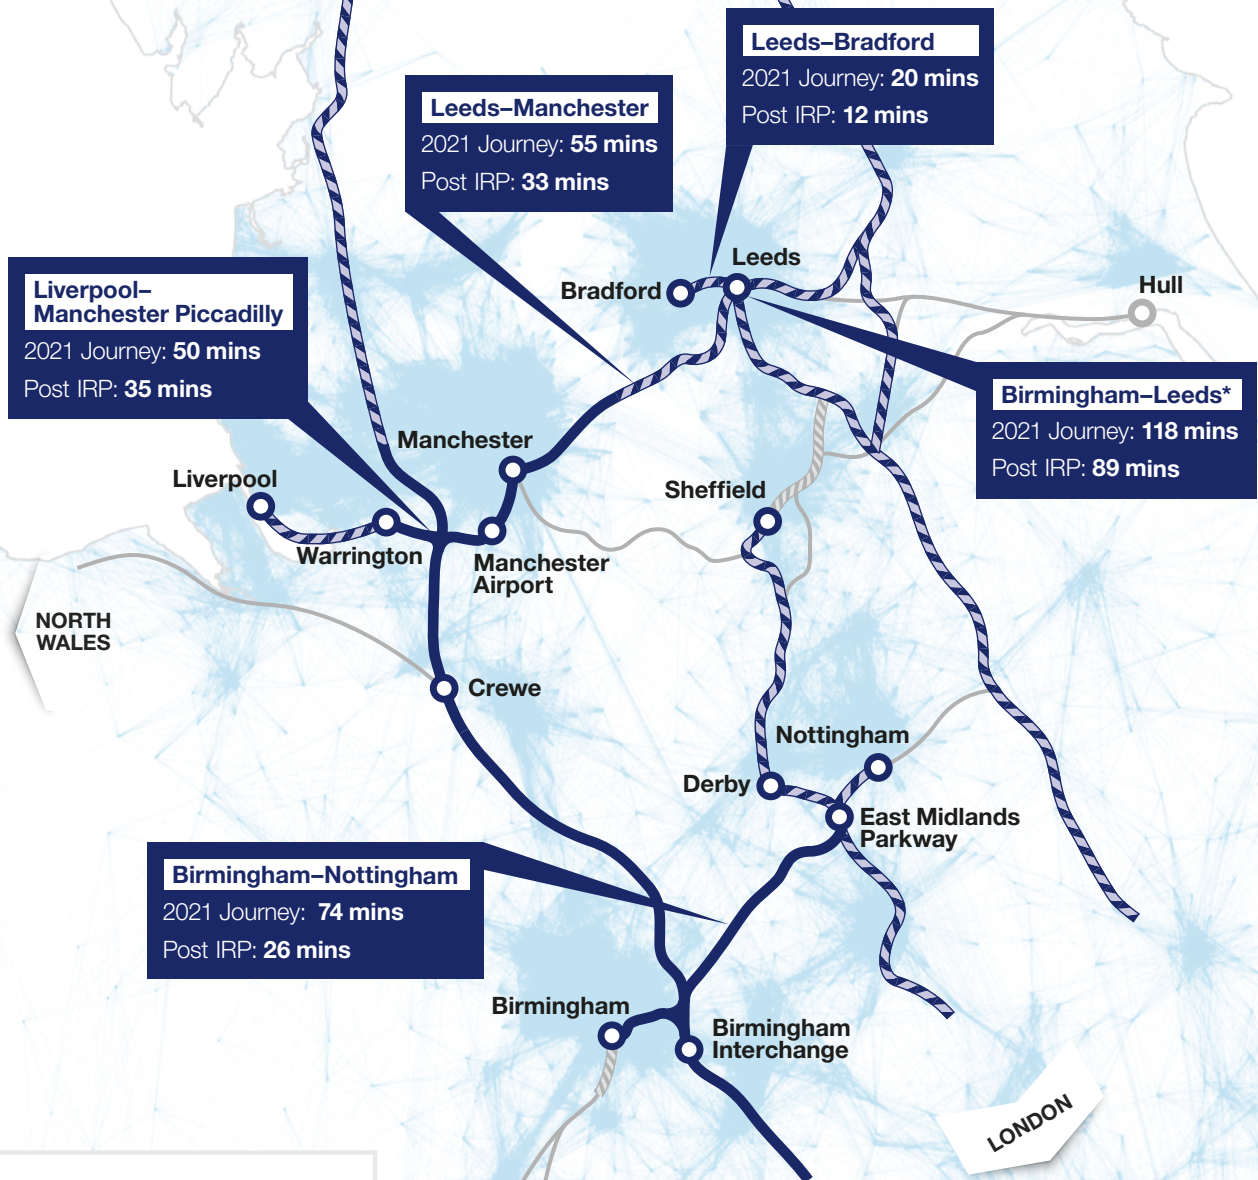 Leeds–Bradford
2021 Journey: 20 mins
Post IRP: 12 mins
Leeds–Manchester
2021 Journey: 55 mins
Post IRP: 33 mins
Liverpool–
Manchester Piccadilly
2021 Journey: 50 mins
Post IRP: 35 mins
Leeds
Bradford
Hull
Birmingham–Leeds*
2021 Journey: 118 mins
Post IRP: 89 mins
Manchester
Liverpool
Sheffield
Warrington
Manchester
Airport
NORTH
WALES
Crewe
Nottingham
Derby
East Midlands
Parkway
Birmingham–Nottingham
2021 Journey: 74 mins
Post IRP: 26 mins
Birmingham
Birmingham
Interchange
LONDON